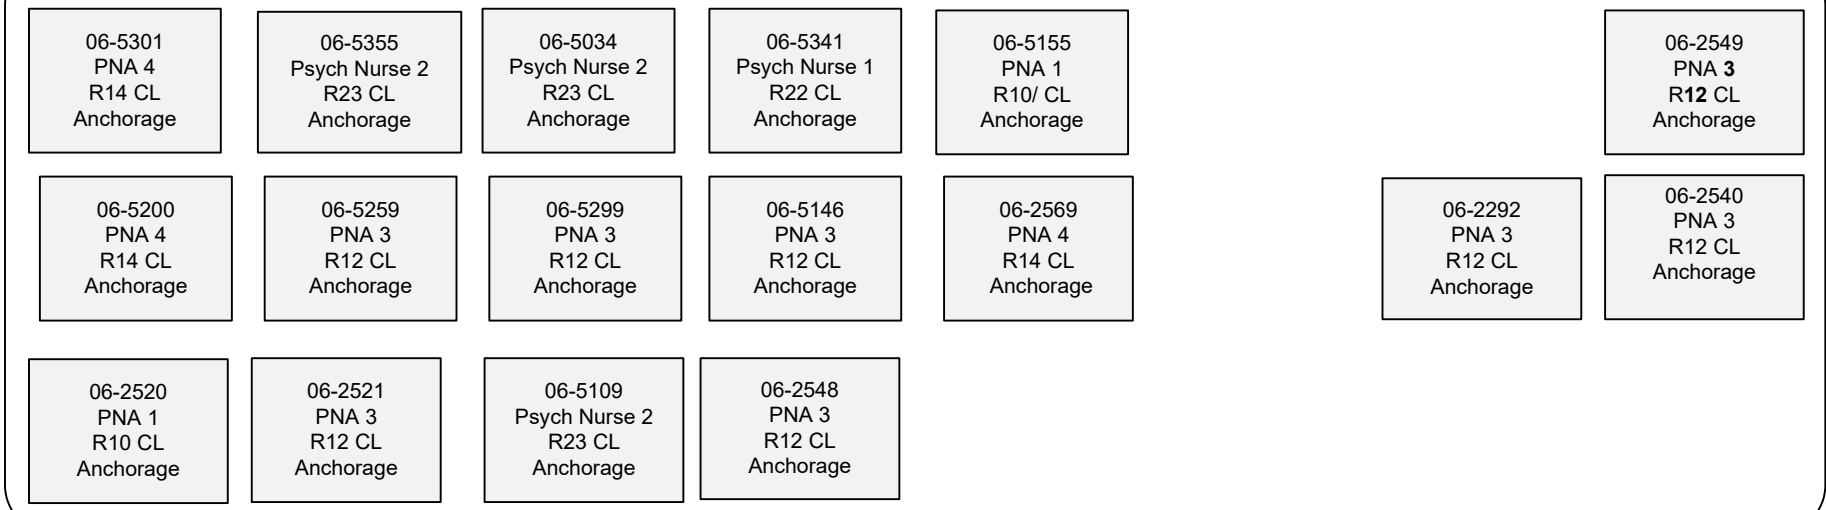 06-5301
PNA 4
R14 CL
Anchorage
06-5355
Psych Nurse 2
R23 CL
Anchorage
06-5034
Psych Nurse 2
R23 CL
Anchorage
06-5341
Psych Nurse 1
R22 CL
Anchorage
06-5155
PNA 1
R10/ CL
Anchorage
06-2549
PNA 3
R12 CL
Anchorage
06-5200
PNA 4
R14 CL
Anchorage
06-5259
PNA 3
R12 CL
Anchorage
06-5299
PNA 3
R12 CL
Anchorage
06-5146
PNA 3
R12 CL
Anchorage
06-2569
PNA 4
R14 CL
Anchorage
06-2292
PNA 3
R12 CL
Anchorage
06-2540
PNA 3
R12 CL
Anchorage
06-2520
PNA 1
R10 CL
Anchorage
06-2521
PNA 3
R12 CL
Anchorage
06-5109
Psych Nurse 2
R23 CL
Anchorage
06-2548
PNA 3
R12 CL
Anchorage